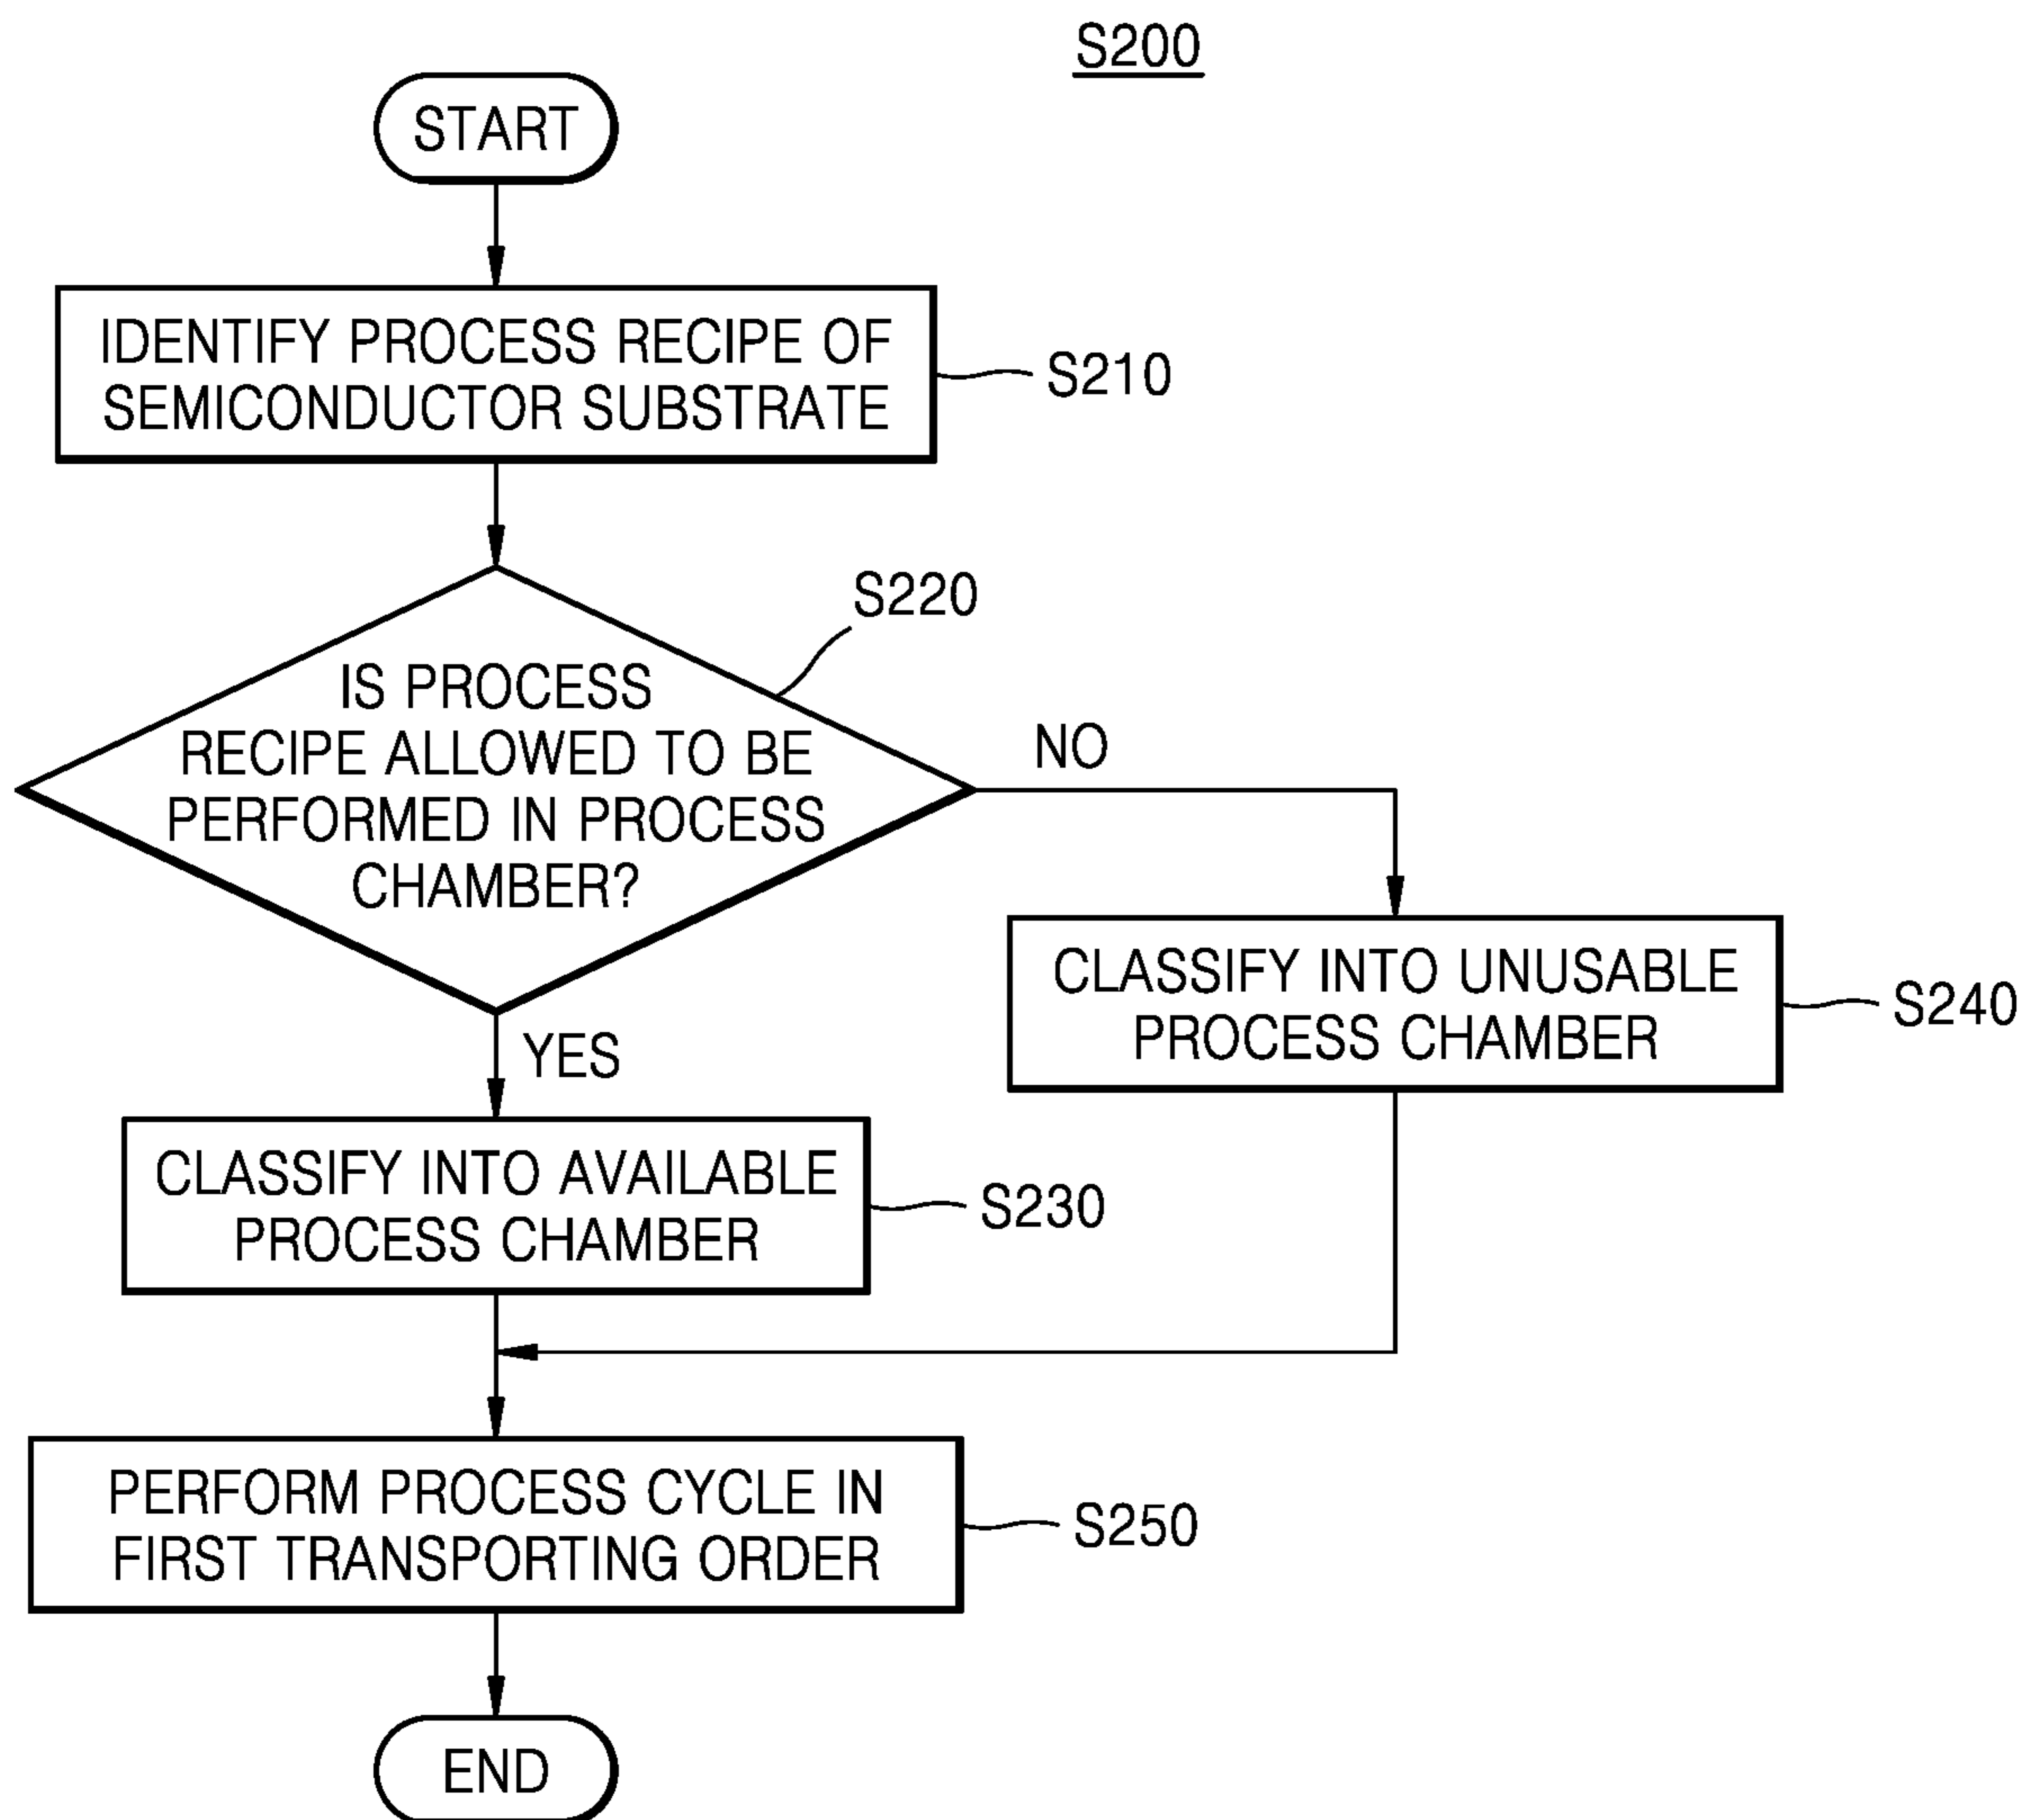 S200
START
IDENTIFY PROCESS RECIPE OF
SEMICONDUCTOR SUBSTRATE
S210
S220
IS PROCESS
RECIPE ALLOWED TO BE
PERFORMED IN PROCESS
CHAMBER?
NO
YES
CLASSIFY INTO UNUSABLE
PROCESS CHAMBER
S240
CLASSIFY INTO AVAILABLE
PROCESS CHAMBER
S230
PERFORM PROCESS CYCLE IN
FIRST TRANSPORTING ORDER
S250
END